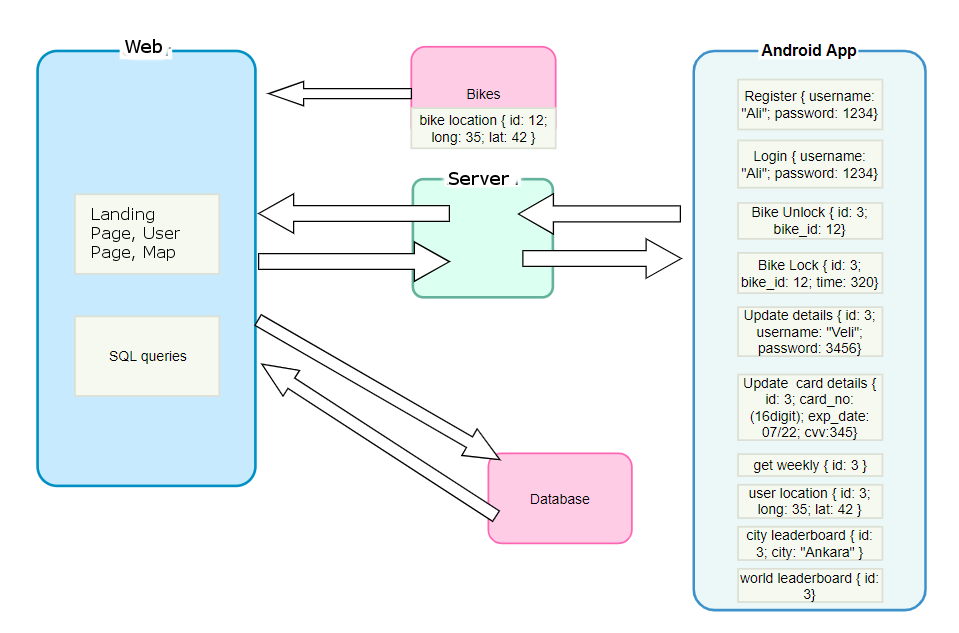 Web
Landing
Page, User
Page, Map
SQL queries
Bikes
bike location { id: 12;
long: 35; lat: 42 }
Server
Database
Android App
Register { username:
"Ali"; password: 1234}
Login { username:
"Ali"; password: 1234}
Bike Unlock { id: 3;
bike_id: 12}
Bike Lock { id: 3;
bike_id: 12; time: 320}
Update details { id: 3;
username: "Veli";
password: 3456}
Update card details {
id: 3; card_no:
(16digit); exp_date:
07/22; cvv:345}
get weekly { id: 3 }
user location { id: 3;
long: 35; lat: 42 }
city leaderboard { id:
3; city: "Ankara" }
world leaderboard { id:
3}